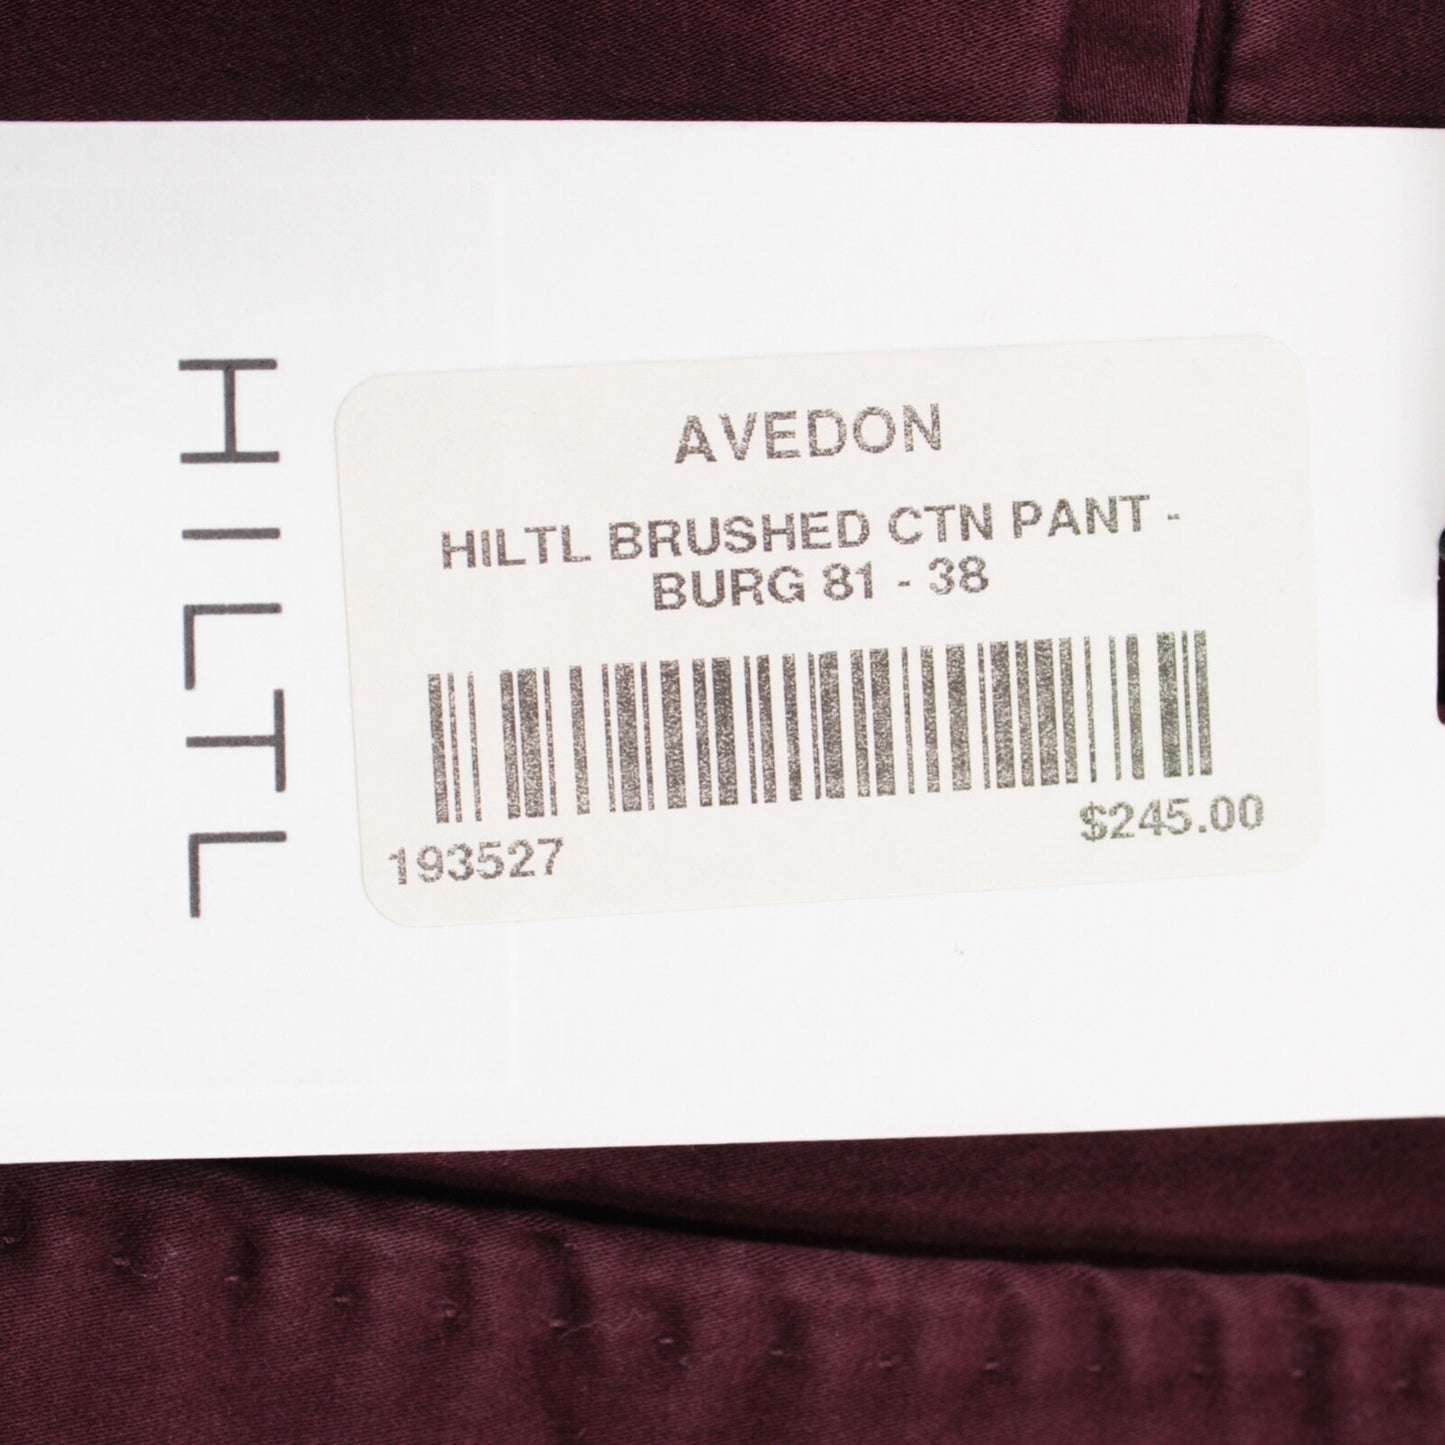 HILTL
AVEDON
HILTL BRUSHED CTN PANT -
BURG 81 - 38
193527
$245.00